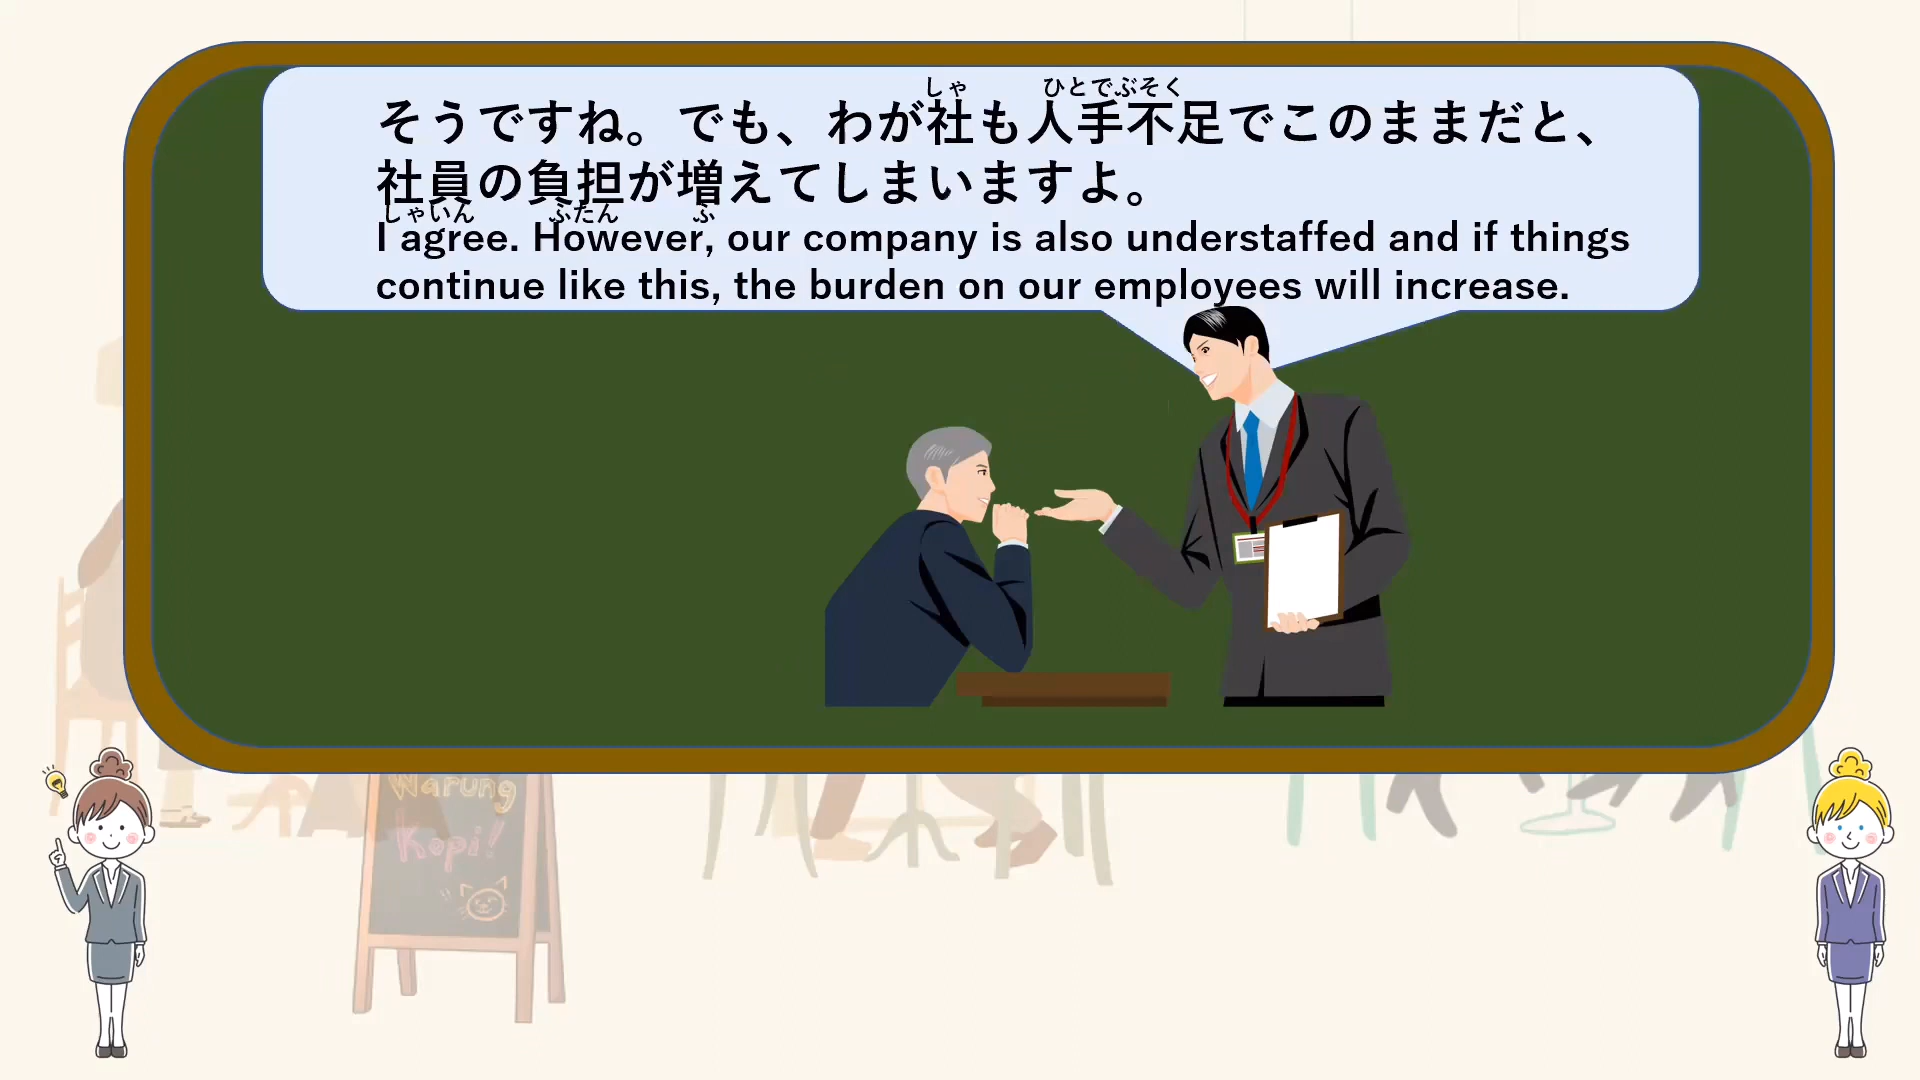 しゃ ひとでぶそく
そうですね。でも、わが社も人手不足でこのままだと、
社員の負担が増えてしまいますよ。
しゃいん ふたん ふ
I agree. However, our company is also understaffed and if things
continue like this, the burden on our employees will increase.
Warung
Kopi!